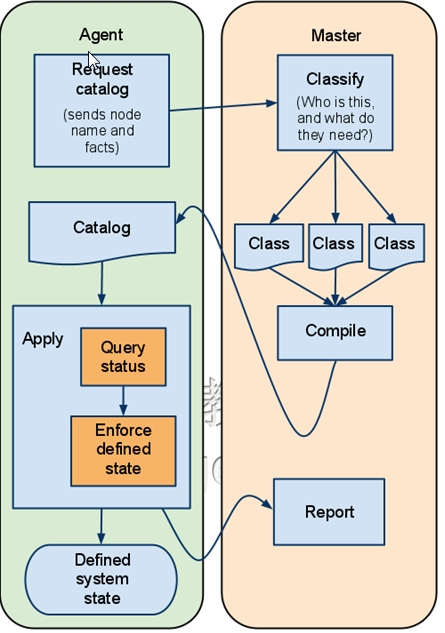 Agent
Request
catalog
(sends node
name and
facts)
Catalog
Apply
Query
status
Enforce
defined
state
Defined
system
state
Master
Classify
(Who is this,
and what do
they need?)
Class
Class
Class
Compile
Report